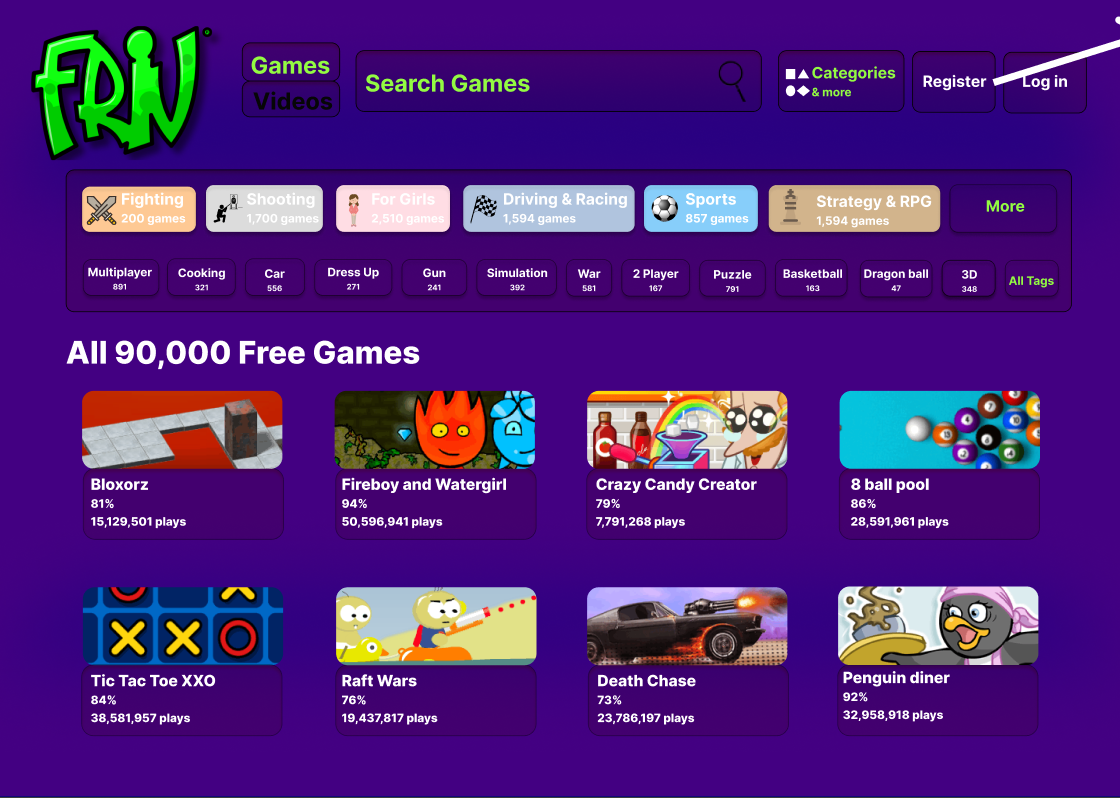 FRIV
Games
Videos
Search Games
Categories
& more
Register
Log in
Fighting
200 games
Shooting
1,700 games
For Girls
2,510 games
Driving & Racing
1,594 games
Sports
857 games
Strategy & RPG
1,594 games
More
Multiplayer
891
Cooking
321
Car
556
Dress Up
271
Gun
241
Simulation
392
War
581
2 Player
167
Puzzle
791
Basketball
163
Dragon ball
47
3D
348
All Tags
All 90,000 Free Games
Bloxorz
81%
15,129,501 plays
Fireboy and Watergirl
94%
50,596,941 plays
Crazy Candy Creator
79%
7,791,268 plays
8 ball pool
86%
28,591,961 plays
Tic Tac Toe XXO
84%
38,581,957 plays
Raft Wars
76%
19,437,817 plays
Death Chase
73%
23,786,197 plays
Penguin diner
92%
32,958,918 plays